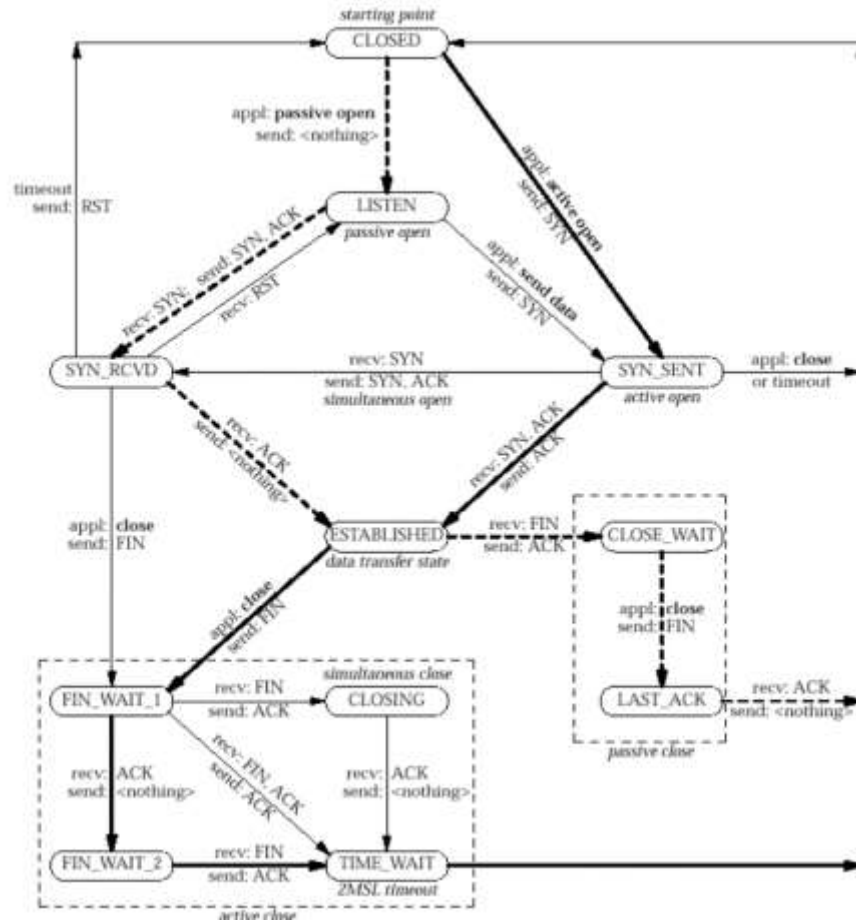 starting point
CLOSED
appl: passive open
send: <nothing>
appl: active open
send: SYN
timeout
send: RST
LISTEN
passive open
recv: SYN; send: SYN, ACK
recv: RST
appl: send data
send: SYN
SYN_RCVD
recv: SYN
send: SYN, ACK
simultaneous open
SYN_SENT
active open
appl: close
or timeout
recv: ACK
send: <nothing>
recv: SYN, ACK
send: ACK
appl: close
send: FIN
ESTABLISHED
data transfer state
recv: FIN
send: ACK
CLOSE_WAIT
appl: close
send: FIN
appl: close
send: FIN
simultaneous close
FIN_WAIT_1
recv: FIN
send: ACK
CLOSING
LAST_ACK
recv: ACK
send: <nothing>
passive close
recv: ACK
send: <nothing>
recv: FIN, ACK
send: ACK
recv: ACK
send: <nothing>
FIN_WAIT_2
recv: FIN
send: ACK
TIME_WAIT
2MSL timeout
active close